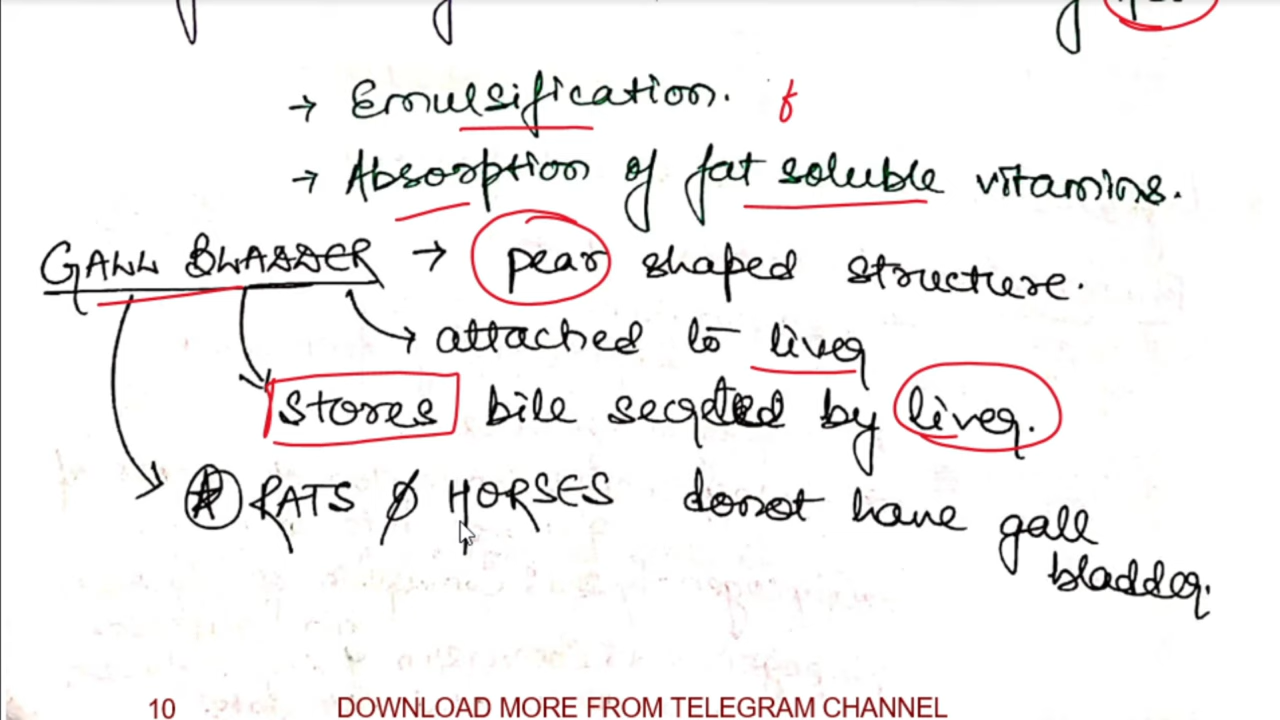 → Emulsification. f
→ Absorption of fat soluble vitamins.
GALL BLADDER → pear shaped structure.
→ attached to liver
stores bile secreted by liver.
* RATS & HORSES donot have gall
bladder.
10 DOWNLOAD MORE FROM TELEGRAM CHANNEL